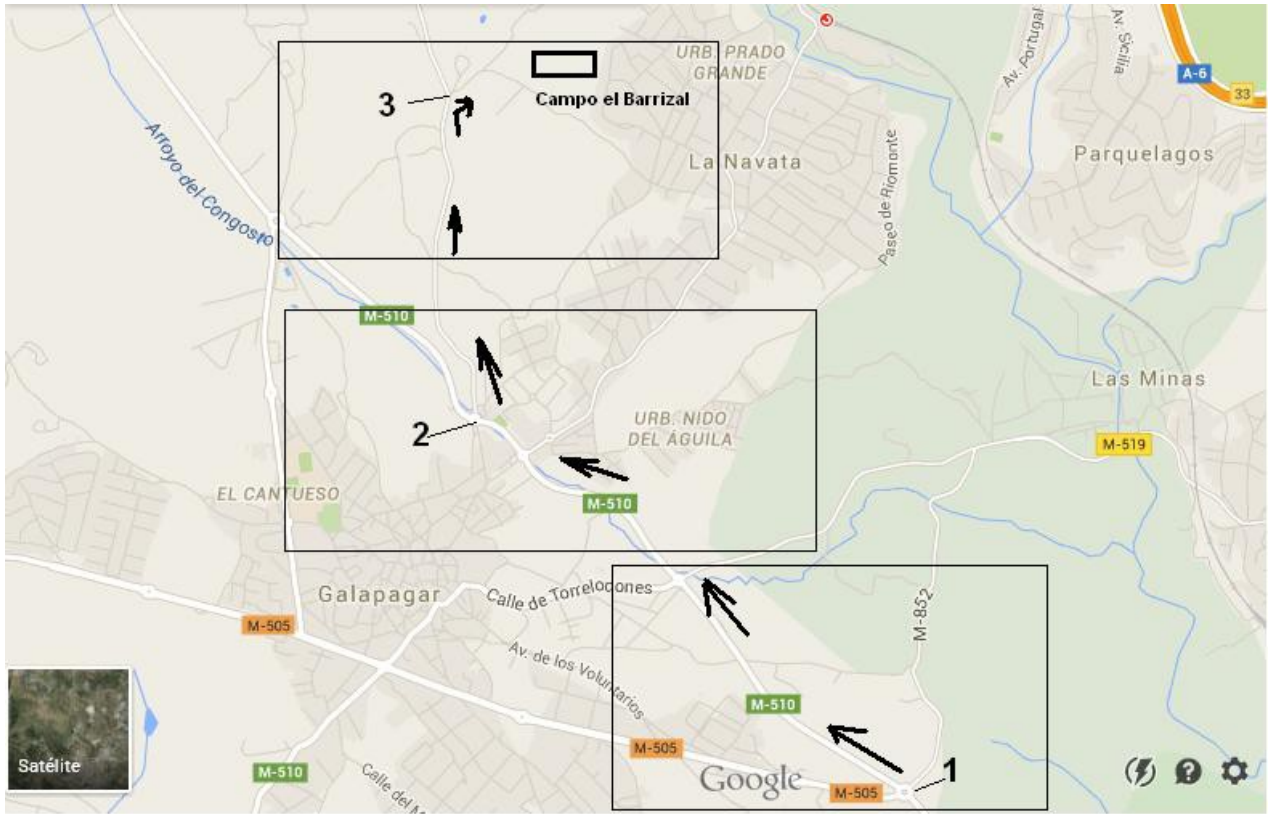 URB. PRADO
GRANDE
Av. Portugal
Av. Sicilia
A-6
33
3
Campo el Barrizal
Arroyo del Congosto
La Navata
Paseo de Riomonte
Parquelagos
M-510
Las Minas
2
URB. NIDO
DEL ÁGUILA
M-519
EL CANTUESO
M-510
Galapagar
Calle de Torrelodones
M-852
M-505
Av. de los Voluntarios
M-510
Satélite
M-510
M-505
Google
M-505
1
Calle del M